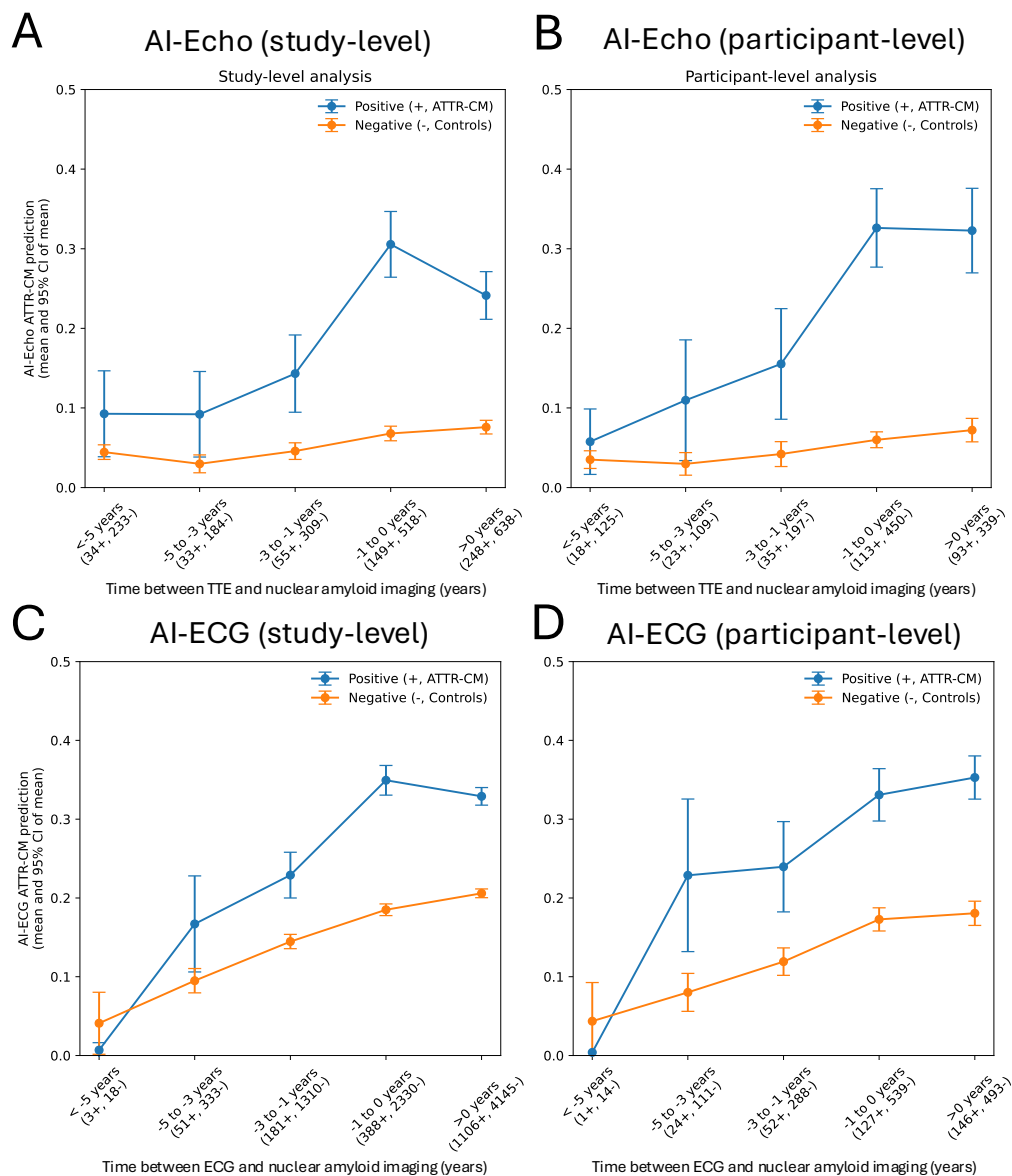 A
AI-Echo (study-level)
Study-level analysis
Positive (+, ATTR-CM)
Negative (-, Controls)
0.5
0.4
0.3
0.2
0.1
0.0
AI-Echo ATTR-CM prediction
(mean and 95% CI of mean)
<-5 years
(34+, 233-)
-5 to -3 years
(33+, 184-)
-3 to -1 years
(55+, 309-)
-1 to 0 years
(149+, 518-)
>0 years
(248+, 638-)
Time between TTE and nuclear amyloid imaging (years)
B
AI-Echo (participant-level)
Participant-level analysis
Positive (+, ATTR-CM)
Negative (-, Controls)
0.5
0.4
0.3
0.2
0.1
0.0
<-5 years
(18+, 125-)
-5 to -3 years
(23+, 109-)
-3 to -1 years
(35+, 197-)
-1 to 0 years
(113+, 450-)
>0 years
(93+, 339-)
Time between TTE and nuclear amyloid imaging (years)
C
AI-ECG (study-level)
Positive (+, ATTR-CM)
Negative (-, Controls)
0.5
0.4
0.3
0.2
0.1
0.0
AI-ECG ATTR-CM prediction
(mean and 95% CI of mean)
< -5 years
(3+, 18-)
-5 to -3 years
(51+, 333-)
-3 to -1 years
(181+, 1310-)
-1 to 0 years
(388+, 2330-)
>0 years
(1106+, 4145-)
Time between ECG and nuclear amyloid imaging (years)
D
AI-ECG (participant-level)
Positive (+, ATTR-CM)
Negative (-, Controls)
0.5
0.4
0.3
0.2
0.1
0.0
< -5 years
(1+, 14-)
-5 to -3 years
(24+, 111-)
-3 to -1 years
(52+, 288-)
-1 to 0 years
(127+, 539-)
>0 years
(146+, 493-)
Time between ECG and nuclear amyloid imaging (years)